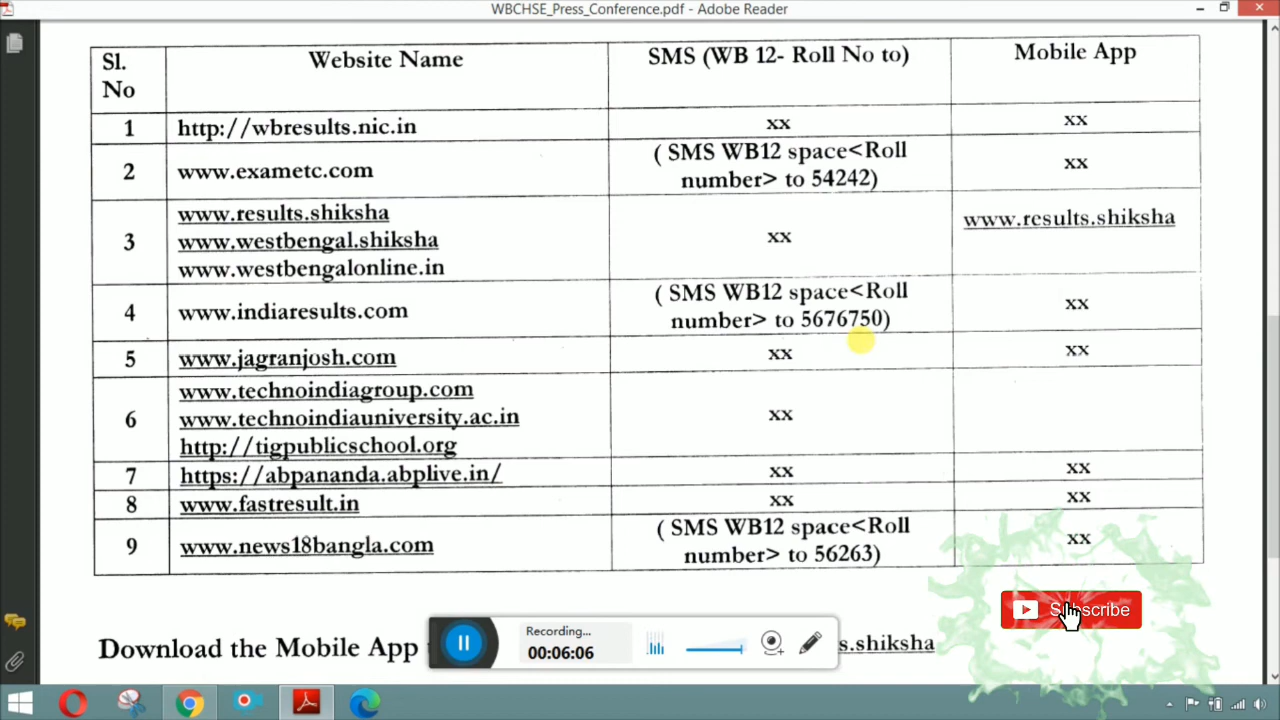 WBCHSE_Press_Conference.pdf - Adobe Reader
Sl. No
Website Name
SMS (WB 12- Roll No to)
Mobile App
1
http://wbresults.nic.in
xx
xx
2
www.exametc.com
( SMS WB12 space<Roll
number> to 54242)
xx
3
www.results.shiksha
www.westbengal.shiksha
www.westbengalonline.in
xx
www.results.shiksha
4
www.indiaresults.com
( SMS WB12 space<Roll
number> to 5676750)
xx
5
www.jagranjosh.com
xx
xx
6
www.technoindiagroup.com
www.technoindiauniversity.ac.in
http://tigpublicschool.org
xx
7
https://abpananda.abplive.in/
xx
xx
8
www.fastresult.in
xx
xx
9
www.news18bangla.com
( SMS WB12 space<Roll
number> to 56263)
xx
Subscribe
Download the Mobile App
s.shiksha
Recording...
00:06:06